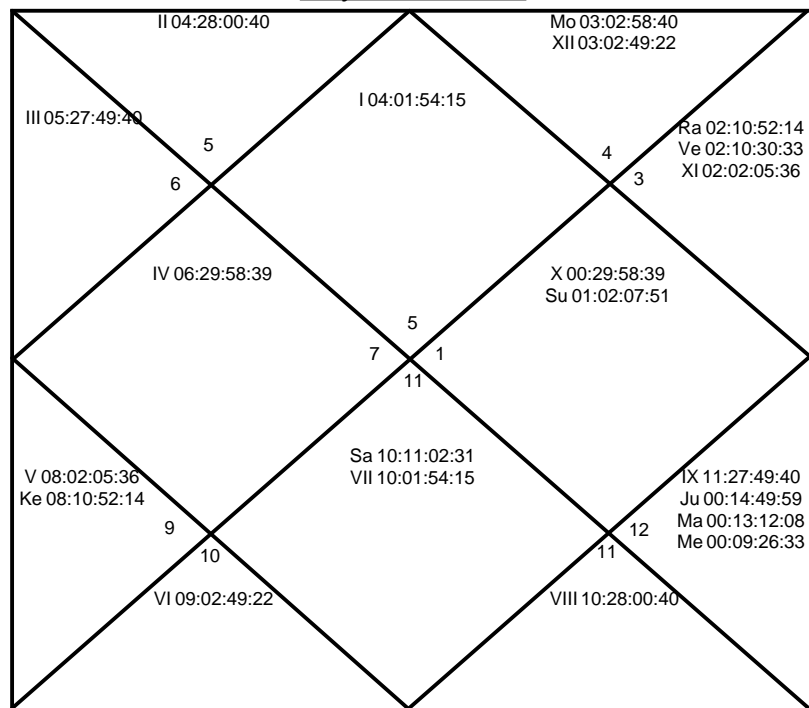 II 04:28:00:40
Mo 03:02:58:40
XII 03:02:49:22
I 04:01:54:15
III 05:27:49:40
Ra 02:10:52:14
Ve 02:10:30:33
XI 02:02:05:36
5
4
6
3
IV 06:29:58:39
X 00:29:58:39
Su 01:02:07:51
5
7
1
11
Sa 10:11:02:31
VII 10:01:54:15
V 08:02:05:36
Ke 08:10:52:14
IX 11:27:49:40
Ju 00:14:49:59
Ma 00:13:12:08
Me 00:09:26:33
9
12
10
11
VI 09:02:49:22
VIII 10:28:00:40